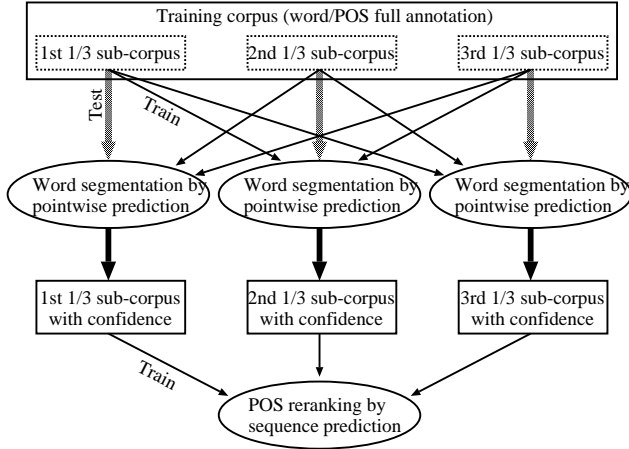 Training corpus (word/POS full annotation)
1st 1/3 sub-corpus
2nd 1/3 sub-corpus
3rd 1/3 sub-corpus
Test
Train
Word segmentation by
pointwise prediction
Word segmentation by
pointwise prediction
Word segmentation by
pointwise prediction
1st 1/3 sub-corpus
with confidence
2nd 1/3 sub-corpus
with confidence
3rd 1/3 sub-corpus
with confidence
Train
POS reranking by
sequence prediction